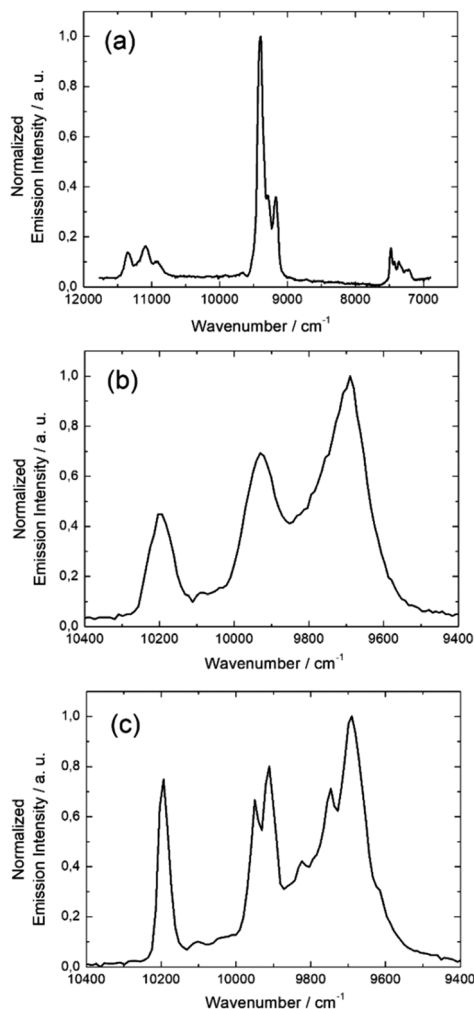 (a)
Normalized
Emission Intensity / a. u.
1,0
0,8
0,6
0,4
0,2
0,0
12000 11000 10000 9000 8000 7000
Wavenumber / cm⁻¹
(b)
Normalized
Emission Intensity / a. u.
1,0
0,8
0,6
0,4
0,2
0,0
10400 10200 10000 9800 9600 9400
Wavenumber / cm⁻¹
(c)
Normalized
Emission Intensity / a. u.
1,0
0,8
0,6
0,4
0,2
0,0
10400 10200 10000 9800 9600 9400
Wavenumber / cm⁻¹